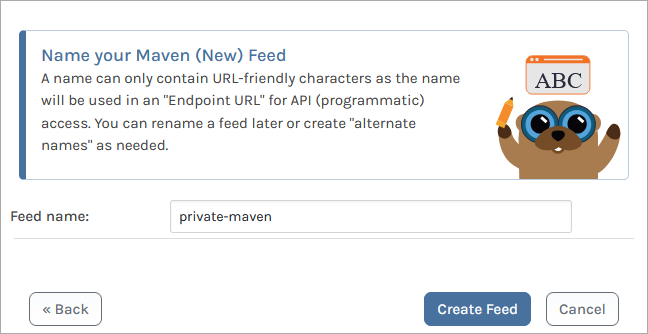 Name your Maven (New) Feed
A name can only contain URL-friendly characters as the name
will be used in an "Endpoint URL" for API (programmatic)
access. You can rename a feed later or create "alternate
names" as needed.
ABC
Feed name:
private-maven
« Back
Create Feed
Cancel